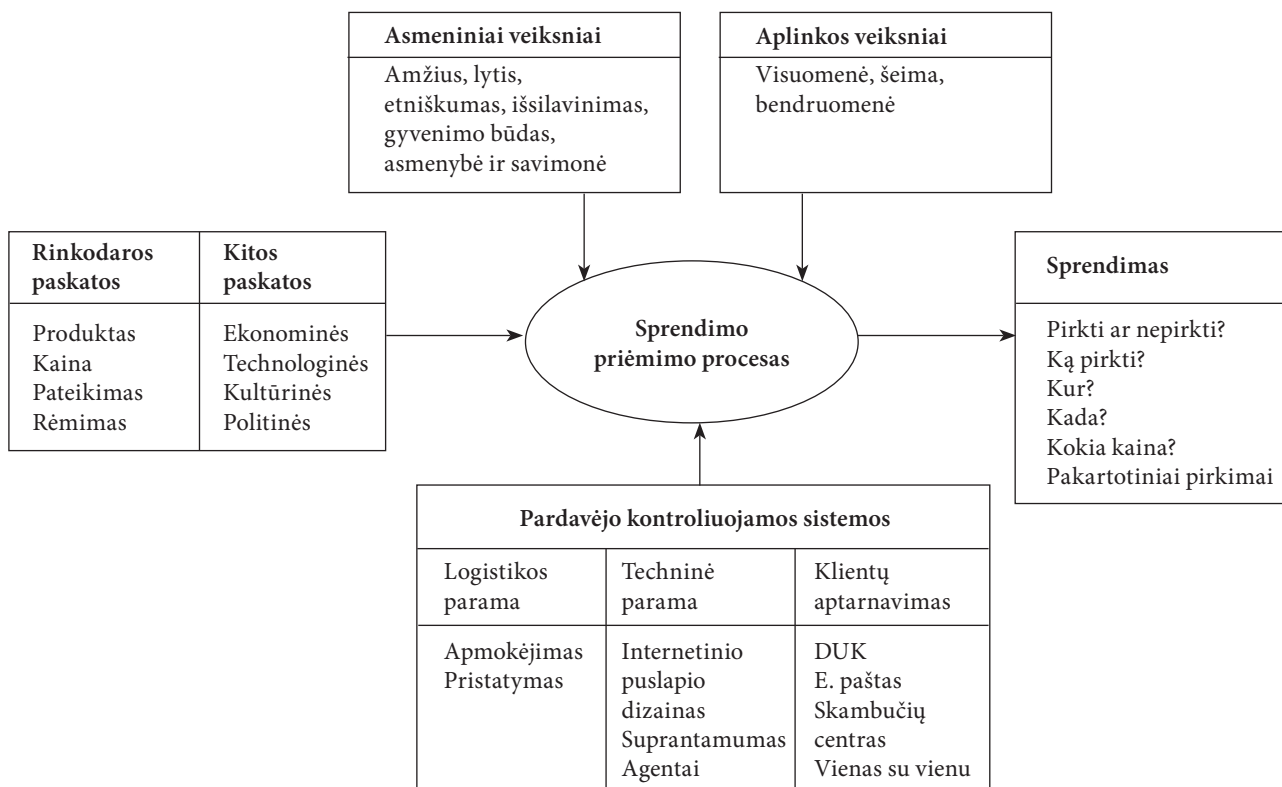 Asmeniniai veiksniai
Amžius, lytis,
etniškumas, išsilavinimas,
gyvenimo būdas,
asmenybė ir savimonė
Aplinkos veiksniai
Visuomenė, šeima,
bendruomenė
Rinkodaros
paskatos
Produktas
Kaina
Pateikimas
Rėmimas
Kitos
paskatos
Ekonominės
Technologinės
Kultūrinės
Politinės
Sprendimo
priėmimo procesas
Sprendimas
Pirkti ar nepirkti?
Ką pirkti?
Kur?
Kada?
Kokia kaina?
Pakartotiniai pirkimai
Pardavėjo kontroliuojamos sistemos
Logistikos
parama
Apmokėjimas
Pristatymas
Techninė
parama
Internetinio
puslapio
dizainas
Suprantamumas
Agentai
Klientų
aptarnavimas
DUK
E. paštas
Skambučių
centras
Vienas su vienu